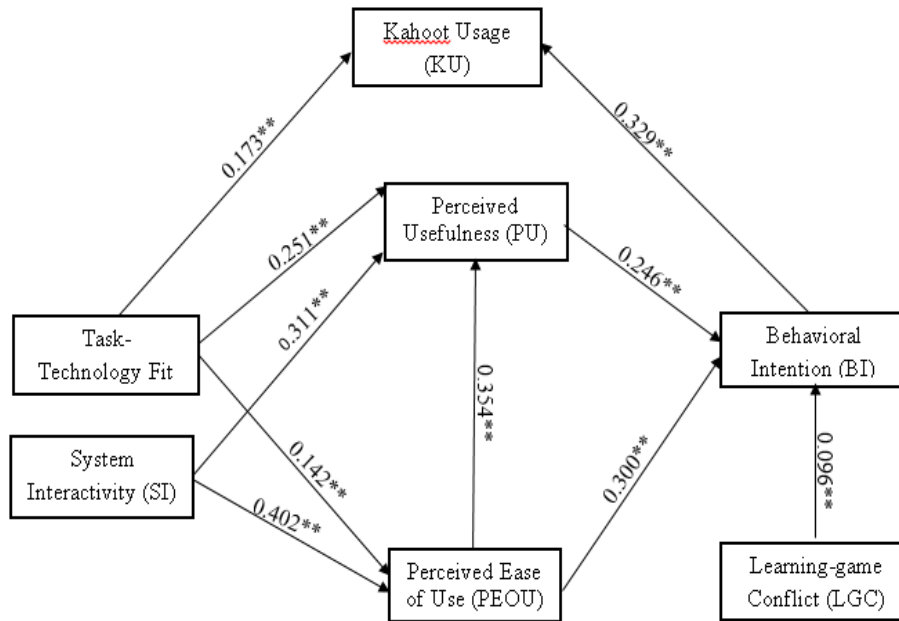 Kahoot Usage
(KU)
0.173**
0.329**
Perceived
Usefulness (PU)
0.251**
0.246**
0.311**
Task-
Technology Fit
Behavioral
Intention (BI)
0.354**
System
Interactivity (SI)
0.142**
0.402**
0.300**
0.096**
Perceived Ease
of Use (PEOU)
Learning-game
Conflict (LGC)